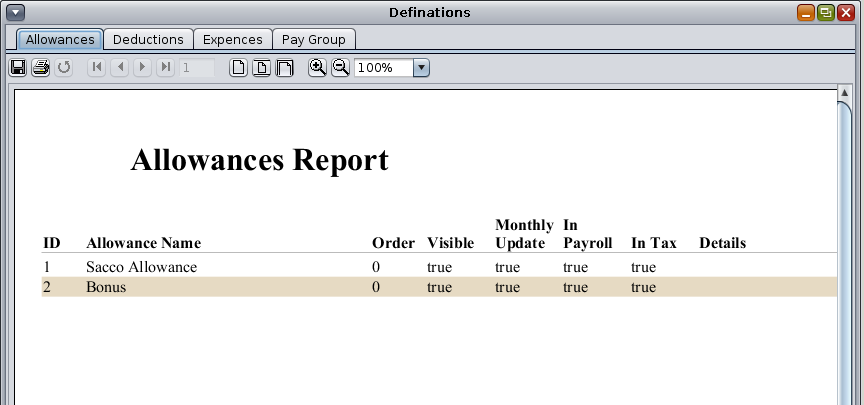 Definations
Allowances Deductions Expences Pay Group
1 100%
Allowances Report
ID Allowance Name Order Visible Monthly Update In Payroll In Tax Details
1 Sacco Allowance 0 true true true true
2 Bonus 0 true true true true